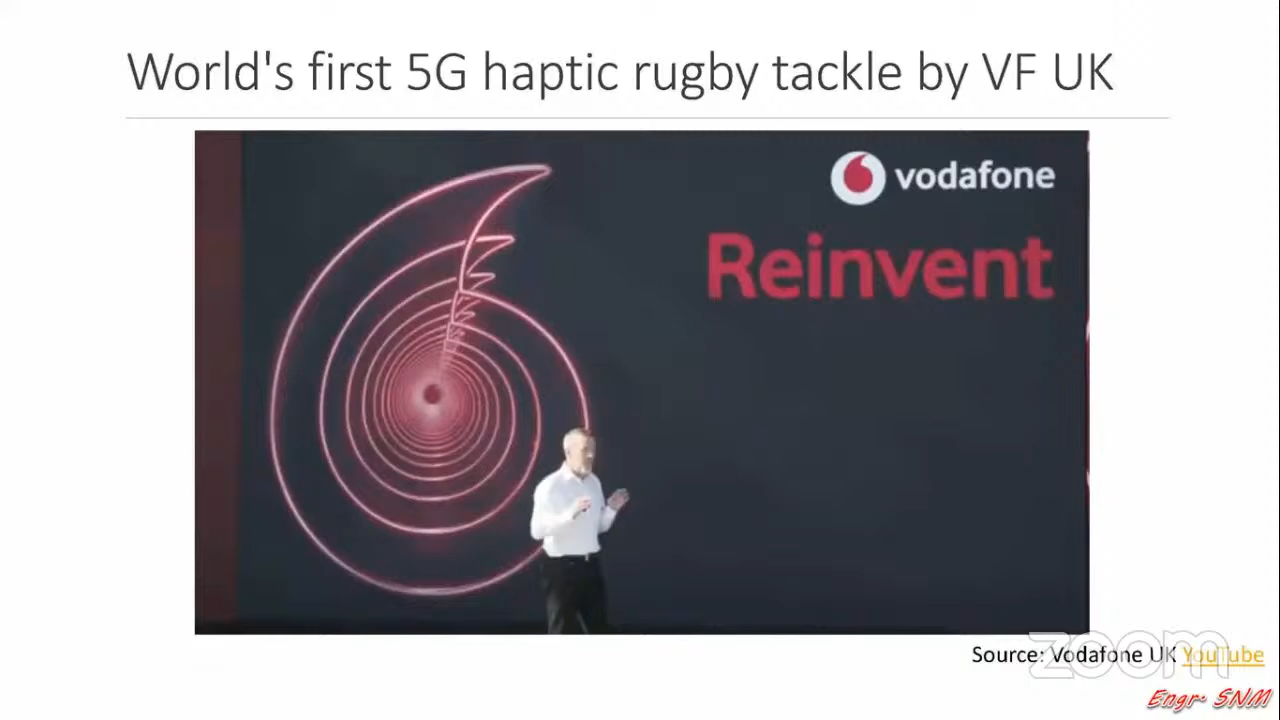 World's first 5G haptic rugby tackle by VF UK
vodafone
Reinvent
zoom
Source: Vodafone UK YouTube
Engr. SNM